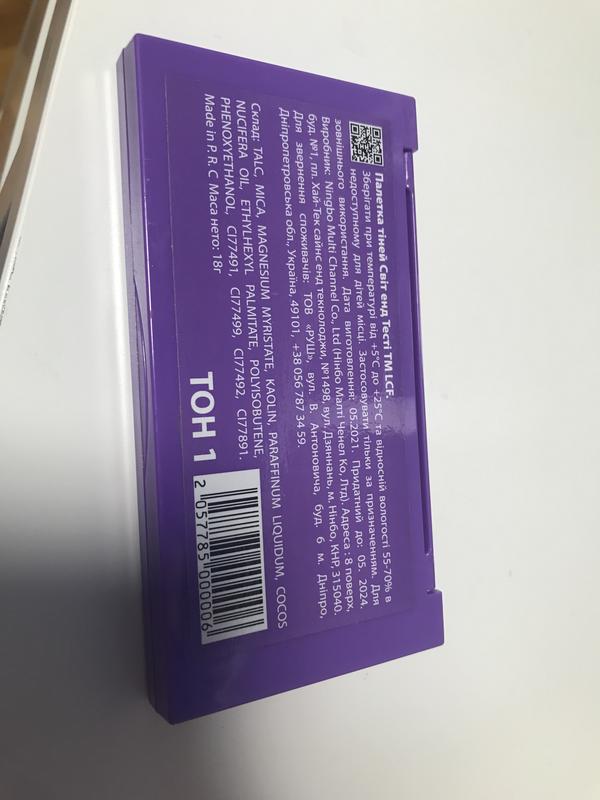 Палетка тіней Світ енд Тесті TM LCF.
Зберігати при температурі від +5°C до +25°C та відносній вологості 55-70% в
недоступному для дітей місці. Застосовувати тільки за призначенням. Для
зовнішнього використання. Дата виготовлення: 05.2021. Придатний до: 05. 2024.
Виробник: Ningbo Multi Channel Co., Ltd (Нінбо Малті Ченел Ко, Лтд). Адреса : 8 поверх,
буд. №1, пл. Хай-Тек сайнс енд текнолоджи, №1498, вул. Дзяннань, м. Нінбо, КНР, 315040.
Для звернення споживачів: ТОВ «РУШ», вул. В. Антоновича, буд. 6 м. Дніпро,
Дніпропетровська обл., Україна, 49101, +38 056 787 34 59.
Склад: TALC, MICA, MAGNESIUM MYRISTATE, KAOLIN, PARAFFINUM LIQUIDUM, COCOS
NUCIFERA OIL, ETHYLHEXYL PALMITATE, POLYISOBUTENE,
PHENOXYETHANOL, CI77491, CI77499, CI77492, CI77891.
Made in P.R.C Маса нето: 18г
ТОН 1
2 057785 000006